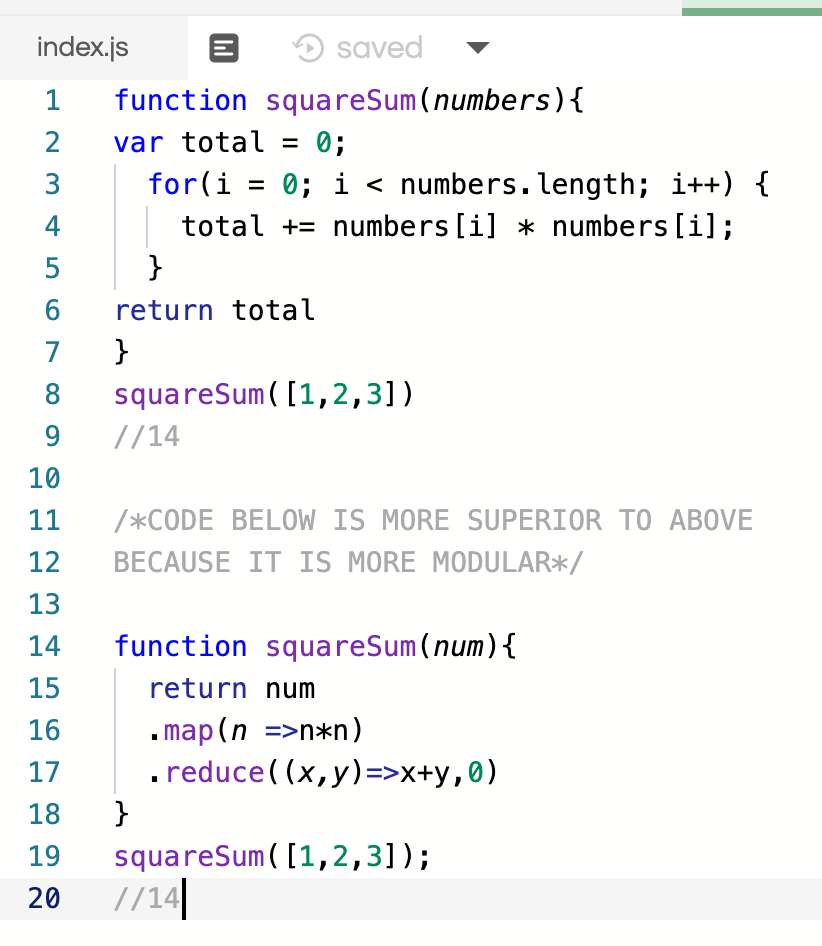 index.js saved
1 function squareSum(numbers){
2 var total = 0;
3 for(i = 0; i < numbers.length; i++) {
4 total += numbers[i] * numbers[i];
5 }
6 return total
7 }
8 squareSum([1,2,3])
9 //14
10
11 /*CODE BELOW IS MORE SUPERIOR TO ABOVE
12 BECAUSE IT IS MORE MODULAR*/
13
14 function squareSum(num){
15 return num
16 .map(n =>n*n)
17 .reduce((x,y)=>x+y,0)
18 }
19 squareSum([1,2,3]);
20 //14